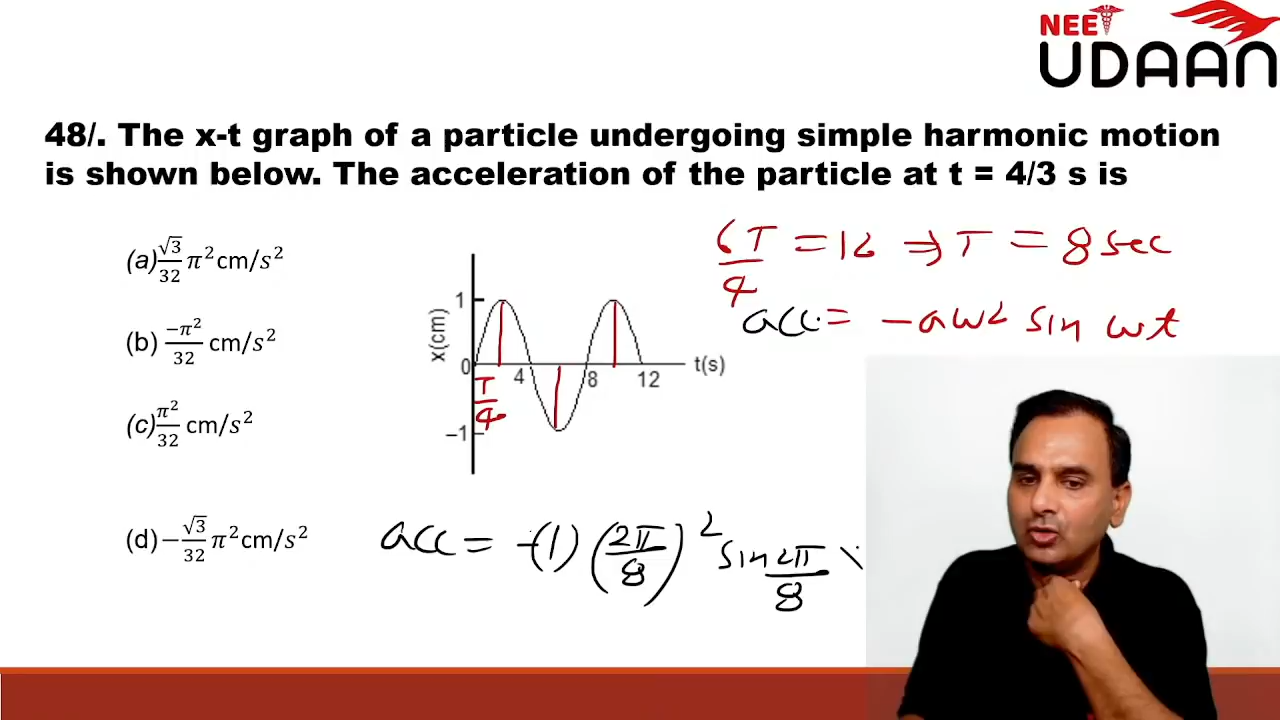 NEET
UDAAN
48/. The x-t graph of a particle undergoing simple harmonic motion
is shown below. The acceleration of the particle at t = 4/3 s is
(a) √3/32 π² cm/s²
(b) −π²/32 cm/s²
(c) π²/32 cm/s²
(d) −√3/32 π² cm/s²
x(cm)
1
0
−1
4
8
12
t(s)
T/4
6T/4 = 12 ⇒ T = 8 sec
acc = −aω² sin ωt
acc = −(1) (2π/8)² sin 2π/8 ×